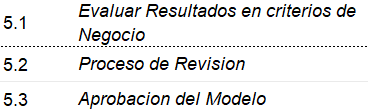 5.1 Evaluar Resultados en criterios de
Negocio
5.2 Proceso de Revision
5.3 Aprobacion del Modelo